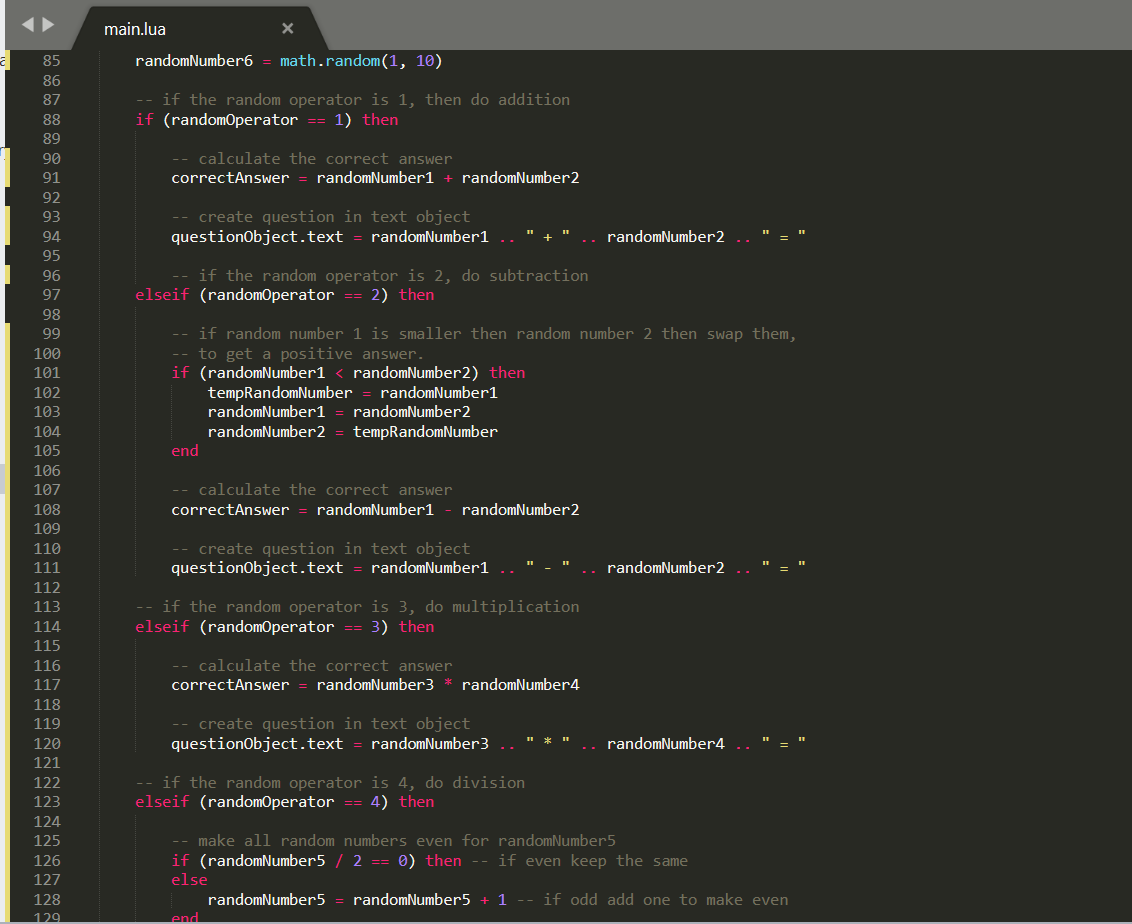 main.lua ×
85 randomNumber6 = math.random(1, 10)
86
87 -- if the random operator is 1, then do addition
88 if (randomOperator == 1) then
89
90 -- calculate the correct answer
91 correctAnswer = randomNumber1 + randomNumber2
92
93 -- create question in text object
94 questionObject.text = randomNumber1 .. " + " .. randomNumber2 .. " = "
95
96 -- if the random operator is 2, do subtraction
97 elseif (randomOperator == 2) then
98
99 -- if random number 1 is smaller then random number 2 then swap them,
100 -- to get a positive answer.
101 if (randomNumber1 < randomNumber2) then
102 tempRandomNumber = randomNumber1
103 randomNumber1 = randomNumber2
104 randomNumber2 = tempRandomNumber
105 end
106
107 -- calculate the correct answer
108 correctAnswer = randomNumber1 - randomNumber2
109
110 -- create question in text object
111 questionObject.text = randomNumber1 .. " - " .. randomNumber2 .. " = "
112
113 -- if the random operator is 3, do multiplication
114 elseif (randomOperator == 3) then
115
116 -- calculate the correct answer
117 correctAnswer = randomNumber3 * randomNumber4
118
119 -- create question in text object
120 questionObject.text = randomNumber3 .. " * " .. randomNumber4 .. " = "
121
122 -- if the random operator is 4, do division
123 elseif (randomOperator == 4) then
124
125 -- make all random numbers even for randomNumber5
126 if (randomNumber5 / 2 == 0) then -- if even keep the same
127 else
128 randomNumber5 = randomNumber5 + 1 -- if odd add one to make even
129 end